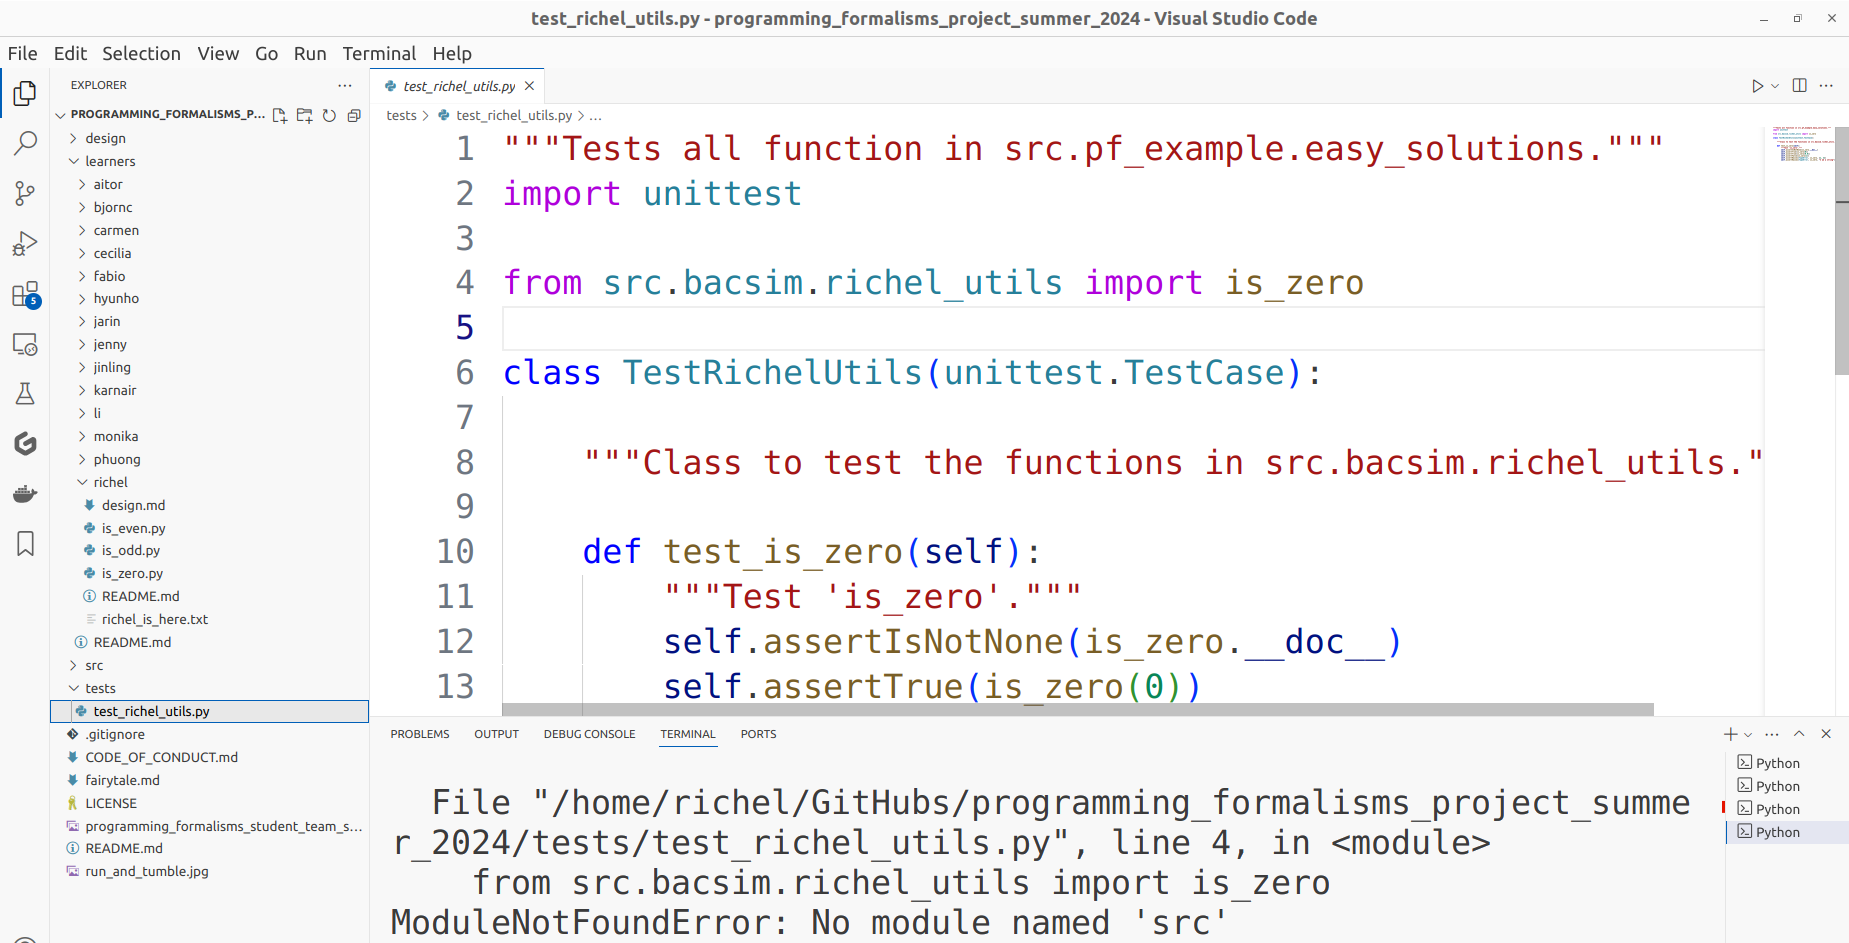 test_richel_utils.py - programming_formalisms_project_summer_2024 - Visual Studio Code
File Edit Selection View Go Run Terminal Help
EXPLORER
PROGRAMMING_FORMALISMS_P...
design
learners
aitor
bjornc
carmen
cecilia
fabio
hyunho
jarin
jenny
jinling
karnair
li
monika
phuong
richel
design.md
is_even.py
is_odd.py
is_zero.py
README.md
richel_is_here.txt
README.md
src
tests
test_richel_utils.py
.gitignore
CODE_OF_CONDUCT.md
fairytale.md
LICENSE
programming_formalisms_student_team_s...
README.md
run_and_tumble.jpg
5
test_richel_utils.py
tests > test_richel_utils.py > ...
1 """Tests all function in src.pf_example.easy_solutions."""
2 import unittest
3
4 from src.bacsim.richel_utils import is_zero
5
6 class TestRichelUtils(unittest.TestCase):
7
8 """Class to test the functions in src.bacsim.richel_utils."
9
10 def test_is_zero(self):
11 """Test 'is_zero'."""
12 self.assertIsNotNone(is_zero.__doc__)
13 self.assertTrue(is_zero(0))
PROBLEMS OUTPUT DEBUG CONSOLE TERMINAL PORTS
File "/home/richel/GitHubs/programming_formalisms_project_summe
r_2024/tests/test_richel_utils.py", line 4, in <module>
from src.bacsim.richel_utils import is_zero
ModuleNotFoundError: No module named 'src'
Python
Python
Python
Python